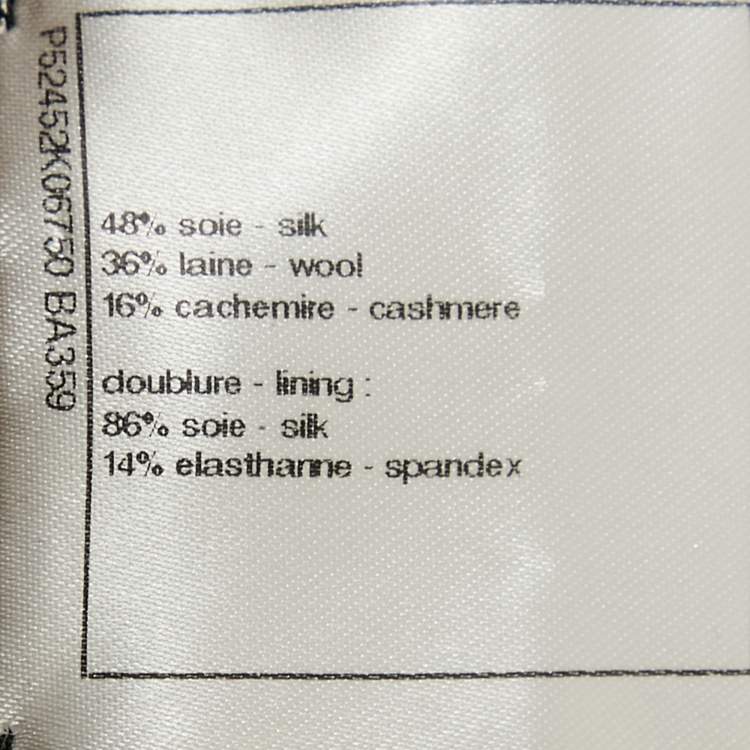 P52452K06750 BA359
48% soie - silk
36% laine - wool
16% cachemire - cashmere
doublure - lining :
86% soie - silk
14% elasthanne - spandex